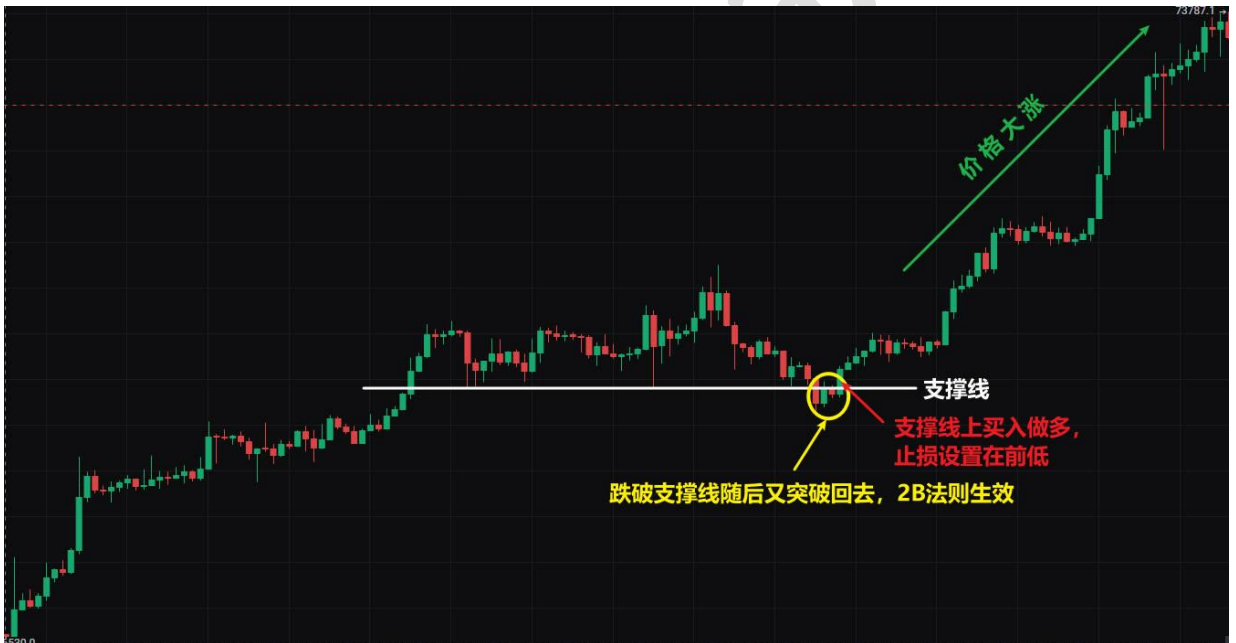 73787.1
价格大涨
支撑线
支撑线上买入做多，
止损设置在前低
跌破支撑线随后又突破回去，2B法则生效